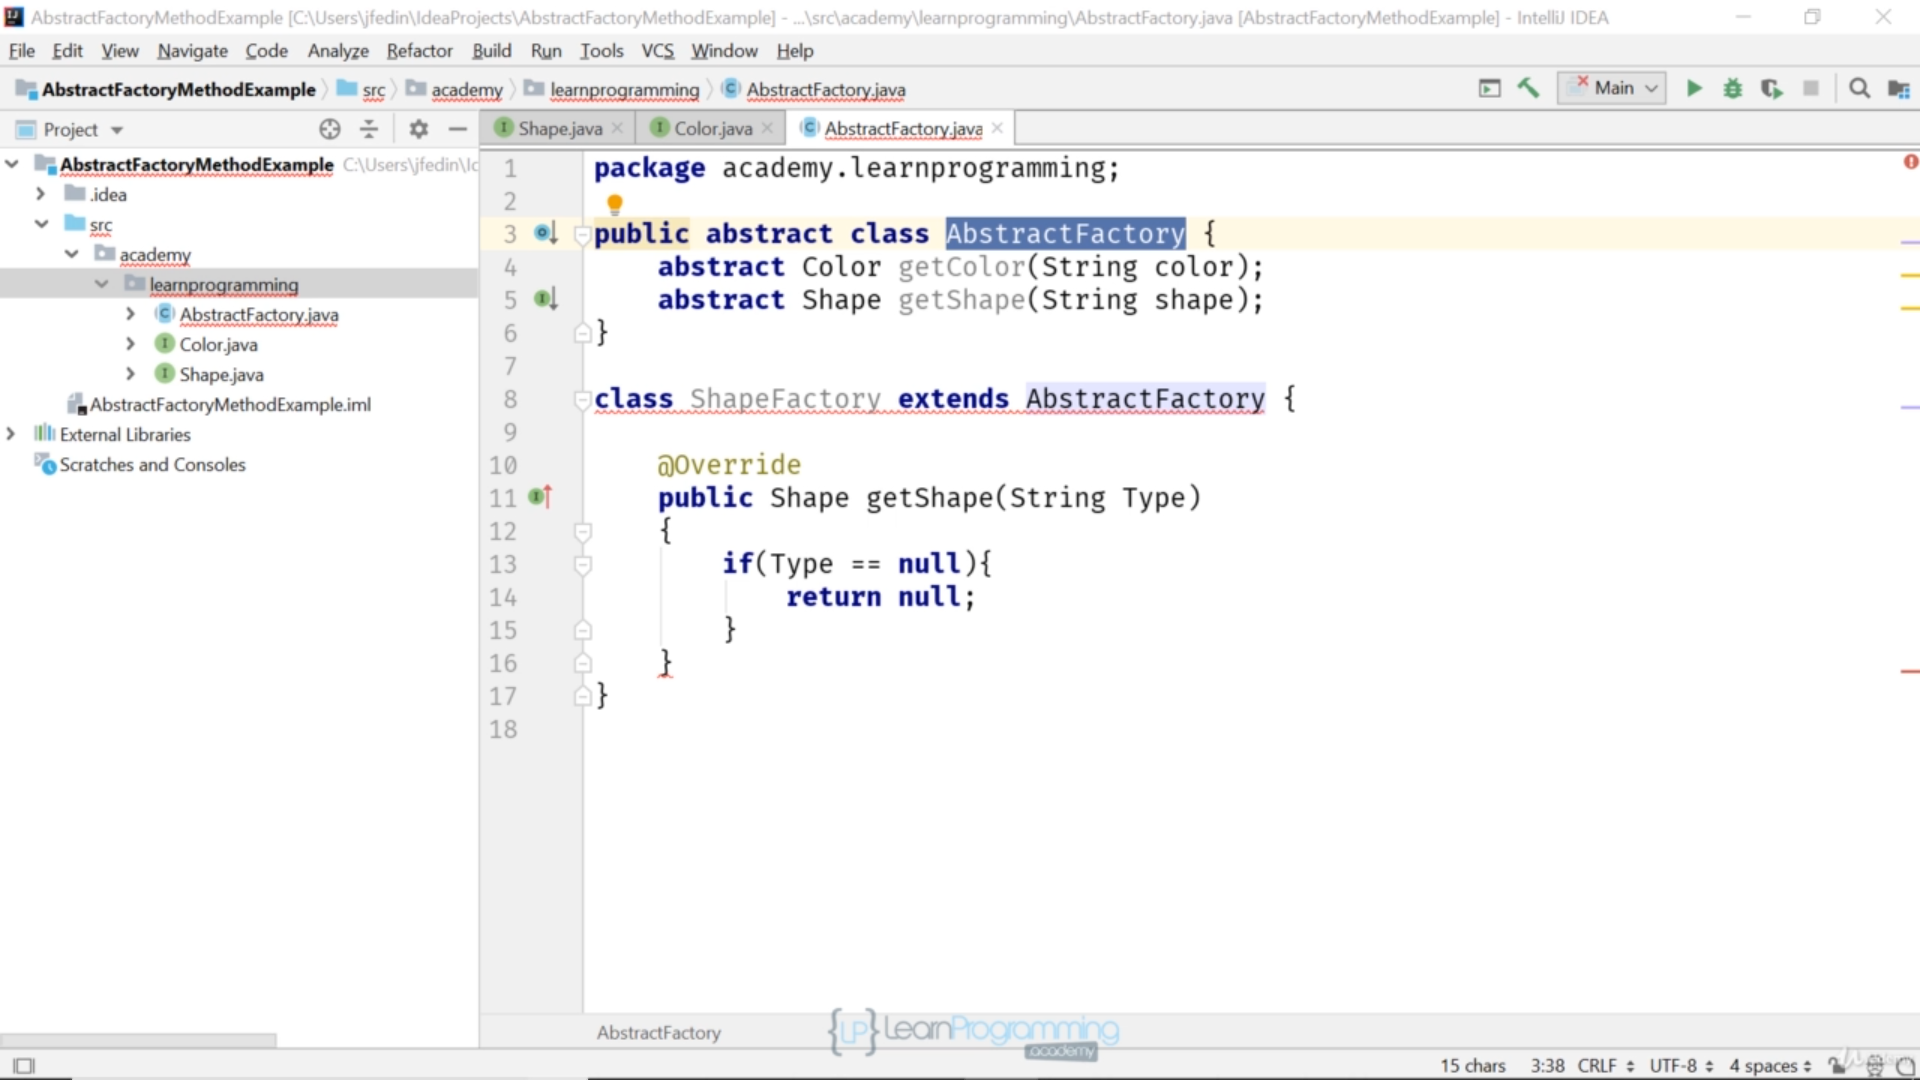 AbstractFactoryMethodExample [C:\Users\jfedin\IdeaProjects\AbstractFactoryMethodExample] - ...\src\academy\learnprogramming\AbstractFactory.java [AbstractFactoryMethodExample] - IntelliJ IDEA
File Edit View Navigate Code Analyze Refactor Build Run Tools VCS Window Help
AbstractFactoryMethodExample src academy learnprogramming AbstractFactory.java Main
Project Shape.java Color.java AbstractFactory.java
AbstractFactoryMethodExample C:\Users\jfedin\Ic
.idea
src
academy
learnprogramming
AbstractFactory.java
Color.java
Shape.java
AbstractFactoryMethodExample.iml
External Libraries
Scratches and Consoles
1 package academy.learnprogramming;
2
3 public abstract class AbstractFactory {
4 abstract Color getColor(String color);
5 abstract Shape getShape(String shape);
6 }
7
8 class ShapeFactory extends AbstractFactory {
9
10 @Override
11 public Shape getShape(String Type)
12 {
13 if(Type == null){
14 return null;
15 }
16 }
17 }
18
AbstractFactory
{LP} LearnProgramming
academy
15 chars 3:38 CRLF UTF-8 4 spaces